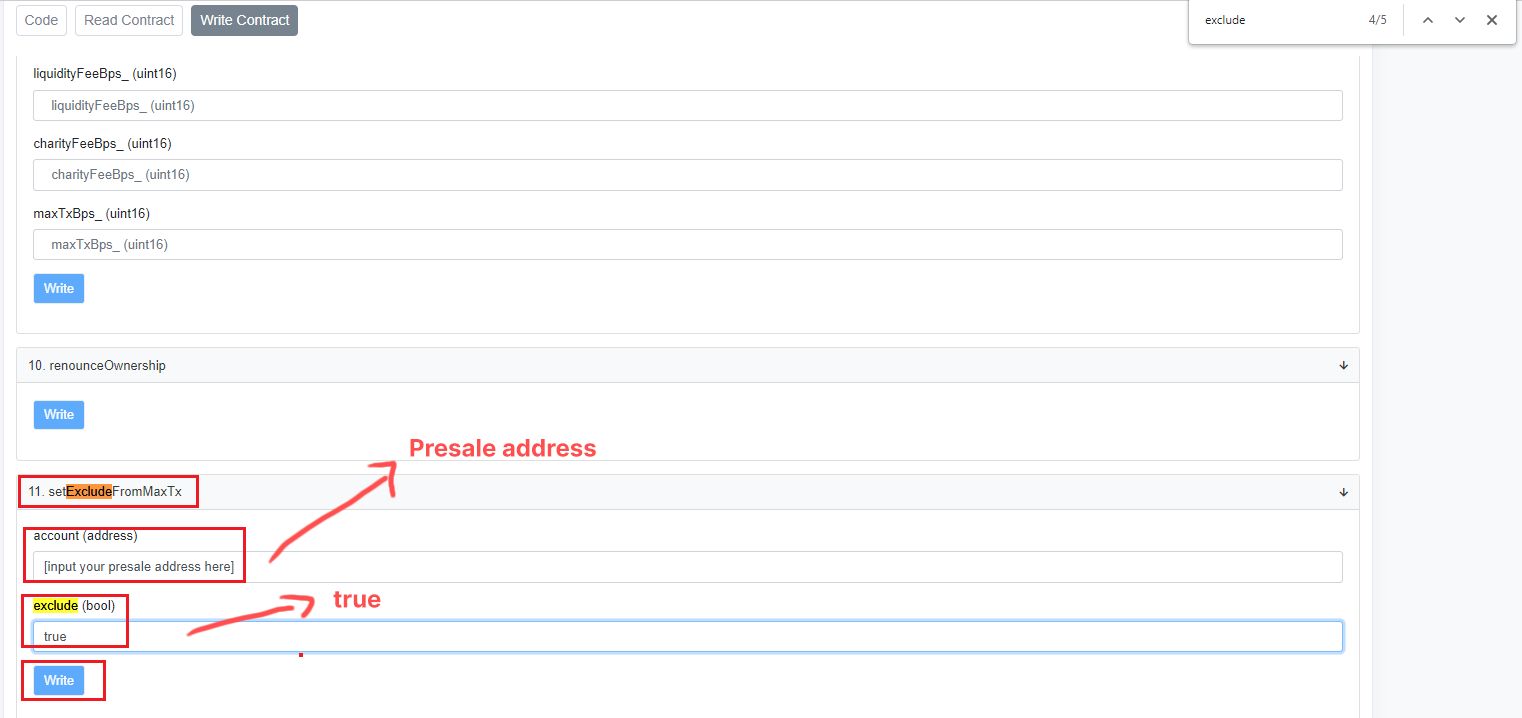 Code Read Contract Write Contract
exclude 4/5
liquidityFeeBps_ (uint16)
liquidityFeeBps_ (uint16)
charityFeeBps_ (uint16)
charityFeeBps_ (uint16)
maxTxBps_ (uint16)
maxTxBps_ (uint16)
Write
10. renounceOwnership
Write
Presale address
11. setExcludeFromMaxTx
account (address)
[input your presale address here]
exclude (bool)
true
true
Write